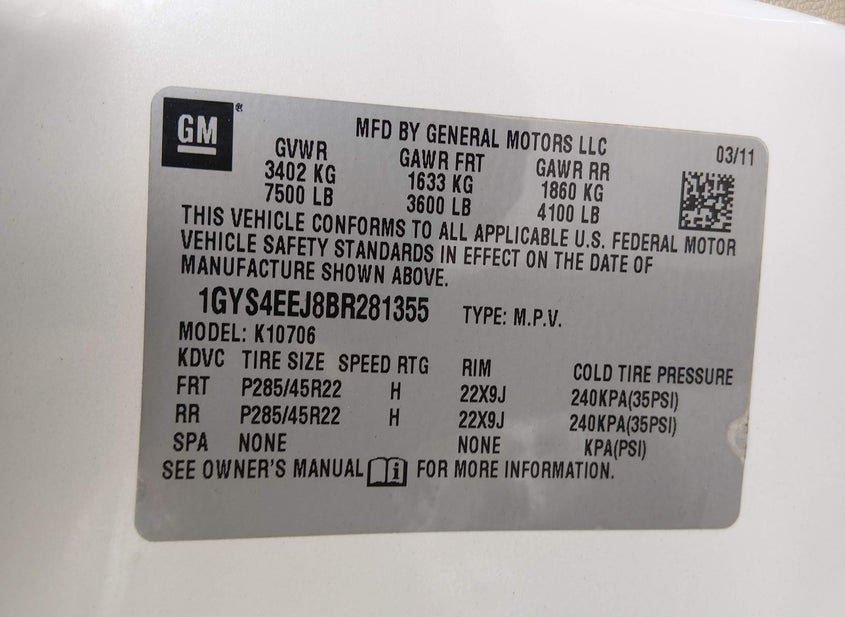 GM
MFD BY GENERAL MOTORS LLC
03/11
GVWR GAWR FRT GAWR RR
3402 KG 1633 KG 1860 KG
7500 LB 3600 LB 4100 LB
THIS VEHICLE CONFORMS TO ALL APPLICABLE U.S. FEDERAL MOTOR
VEHICLE SAFETY STANDARDS IN EFFECT ON THE DATE OF
MANUFACTURE SHOWN ABOVE.
1GYS4EEJ8BR281355 TYPE: M.P.V.
MODEL: K10706
KDVC TIRE SIZE SPEED RTG RIM COLD TIRE PRESSURE
FRT P285/45R22 H 22X9J 240KPA(35PSI)
RR P285/45R22 H 22X9J 240KPA(35PSI)
SPA NONE NONE KPA(PSI)
SEE OWNER'S MANUAL FOR MORE INFORMATION.